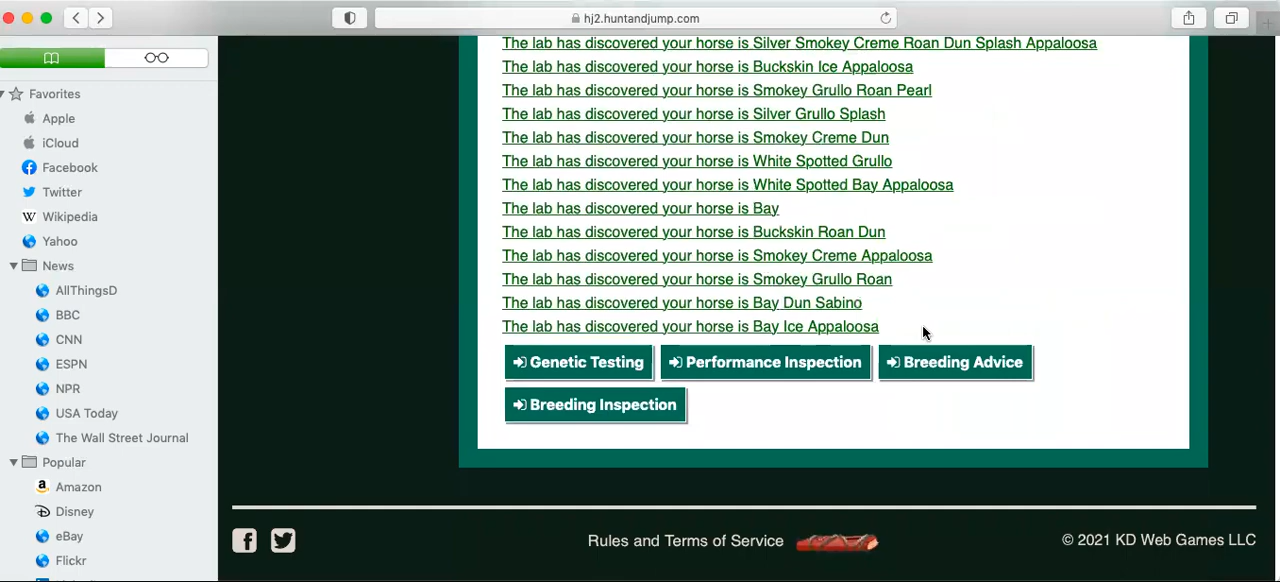 hj2.huntandjump.com
Favorites
Apple
iCloud
Facebook
Twitter
Wikipedia
Yahoo
News
AllThingsD
BBC
CNN
ESPN
NPR
USA Today
The Wall Street Journal
Popular
Amazon
Disney
eBay
Flickr
The lab has discovered your horse is Silver Smokey Creme Roan Dun Splash Appaloosa
The lab has discovered your horse is Buckskin Ice Appaloosa
The lab has discovered your horse is Smokey Grullo Roan Pearl
The lab has discovered your horse is Silver Grullo Splash
The lab has discovered your horse is Smokey Creme Dun
The lab has discovered your horse is White Spotted Grullo
The lab has discovered your horse is White Spotted Bay Appaloosa
The lab has discovered your horse is Bay
The lab has discovered your horse is Buckskin Roan Dun
The lab has discovered your horse is Smokey Creme Appaloosa
The lab has discovered your horse is Smokey Grullo Roan
The lab has discovered your horse is Bay Dun Sabino
The lab has discovered your horse is Bay Ice Appaloosa
Genetic Testing Performance Inspection Breeding Advice
Breeding Inspection
Rules and Terms of Service © 2021 KD Web Games LLC